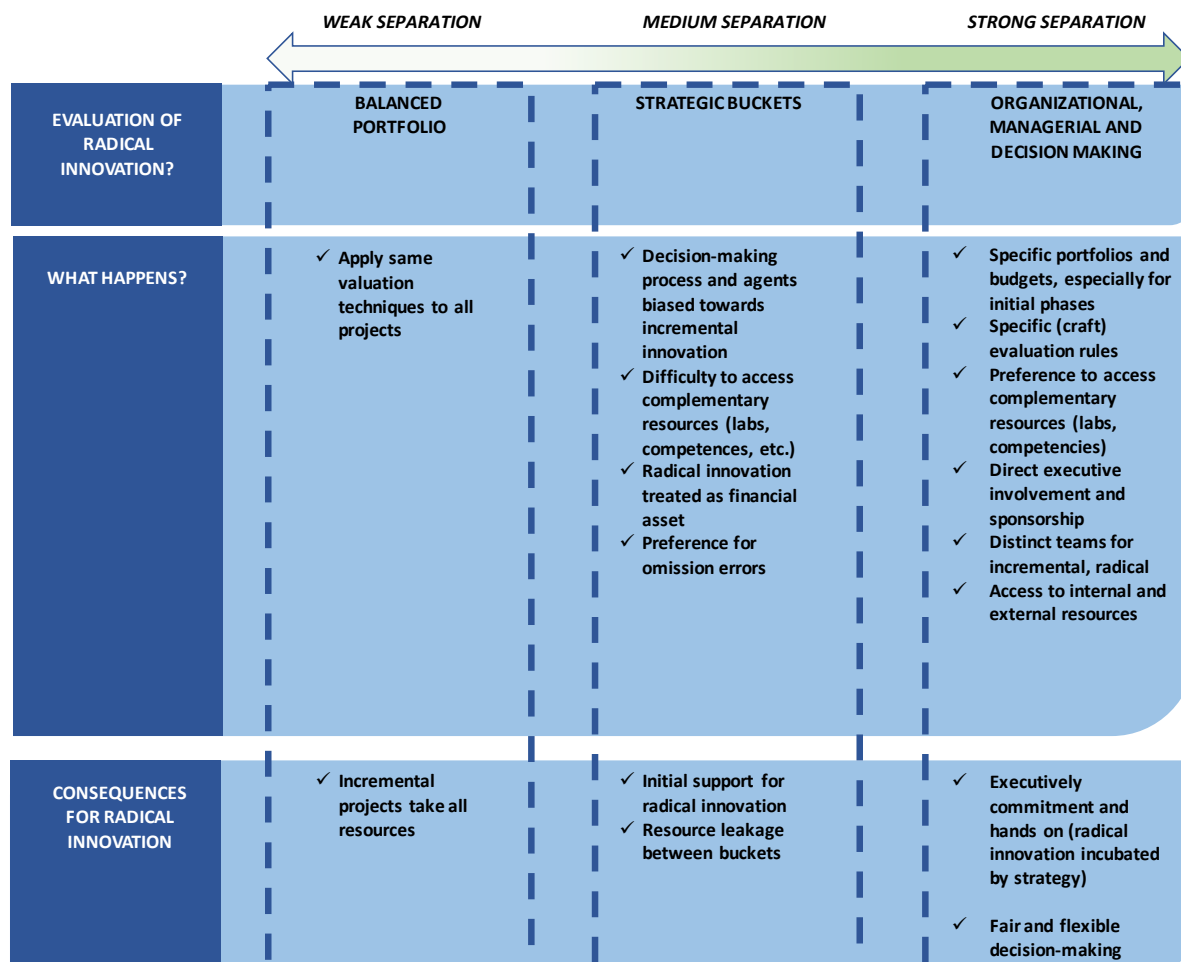 WEAK SEPARATION
MEDIUM SEPARATION
STRONG SEPARATION
EVALUATION OF
RADICAL
INNOVATION?
BALANCED
PORTFOLIO
STRATEGIC BUCKETS
ORGANIZATIONAL,
MANAGERIAL AND
DECISION MAKING
WHAT HAPPENS?
✓ Apply same
valuation
techniques to all
projects
✓ Decision-making
process and agents
biased towards
incremental
innovation
✓ Difficulty to access
complementary
resources (labs,
competences, etc.)
✓ Radical innovation
treated as financial
asset
✓ Preference for
omission errors
✓ Specific portfolios and
budgets, especially for
initial phases
✓ Specific (craft)
evaluation rules
✓ Preference to access
complementary
resources (labs,
competencies)
✓ Direct executive
involvement and
sponsorship
✓ Distinct teams for
incremental, radical
✓ Access to internal and
external resources
CONSEQUENCES
FOR RADICAL
INNOVATION
✓ Incremental
projects take all
resources
✓ Initial support for
radical innovation
✓ Resource leakage
between buckets
✓ Executively
commitment and
hands on (radical
innovation incubated
by strategy)
✓ Fair and flexible
decision-making